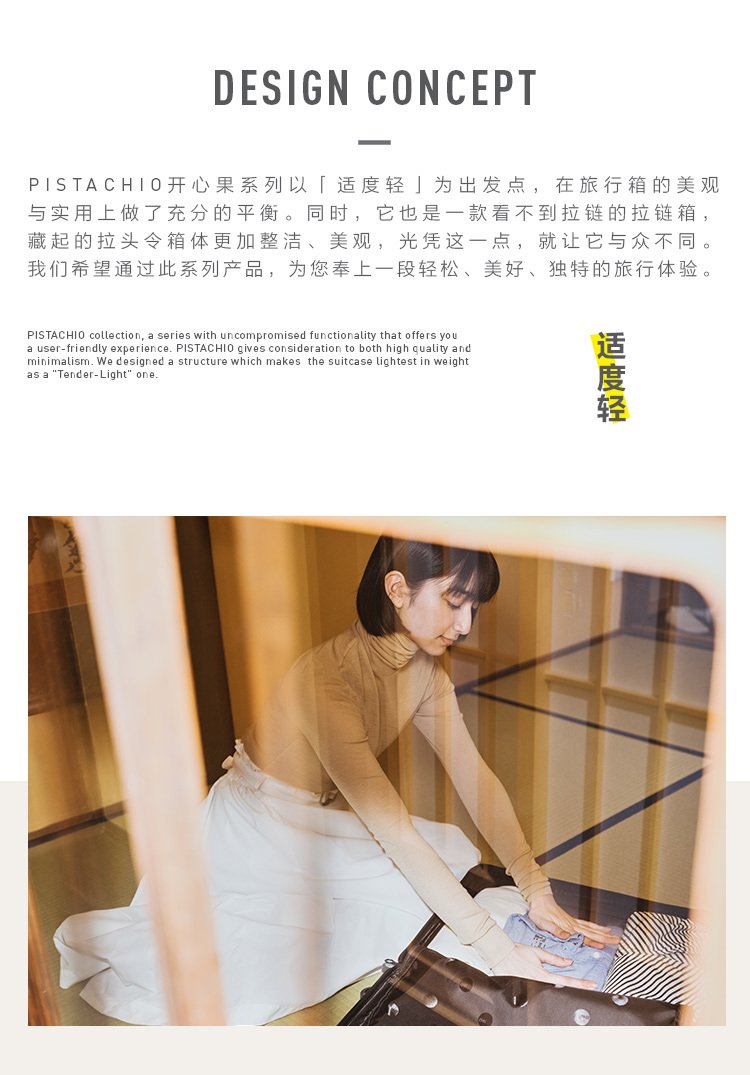 DESIGN CONCEPT
PISTACHIO开心果系列以「适度轻」为出发点，在旅行箱的美观
与实用上做了充分的平衡。同时，它也是一款看不到拉链的拉链箱，
藏起的拉头令箱体更加整洁、美观，光凭这一点，就让它与众不同。
我们希望通过此系列产品，为您奉上一段轻松、美好、独特的旅行体验。
PISTACHIO collection, a series with uncompromised functionality that offers you
a user-friendly experience. PISTACHIO gives consideration to both high quality and
minimalism. We designed a structure which makes  the suitcase lightest in weight
as a "Tender-Light" one.
适度轻